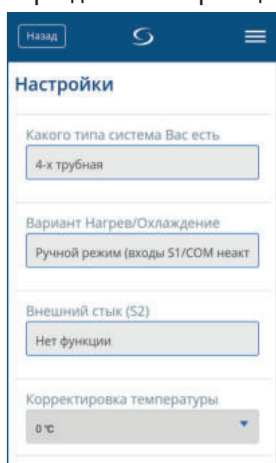 Назад
Настройки
Какого типа система Вас есть
4-х трубная
Вариант Нагрев/Охлаждение
Ручной режим (входы S1/COM неакт
Внешний стык (S2)
Нет функции
Корректировка температуры
0 °C